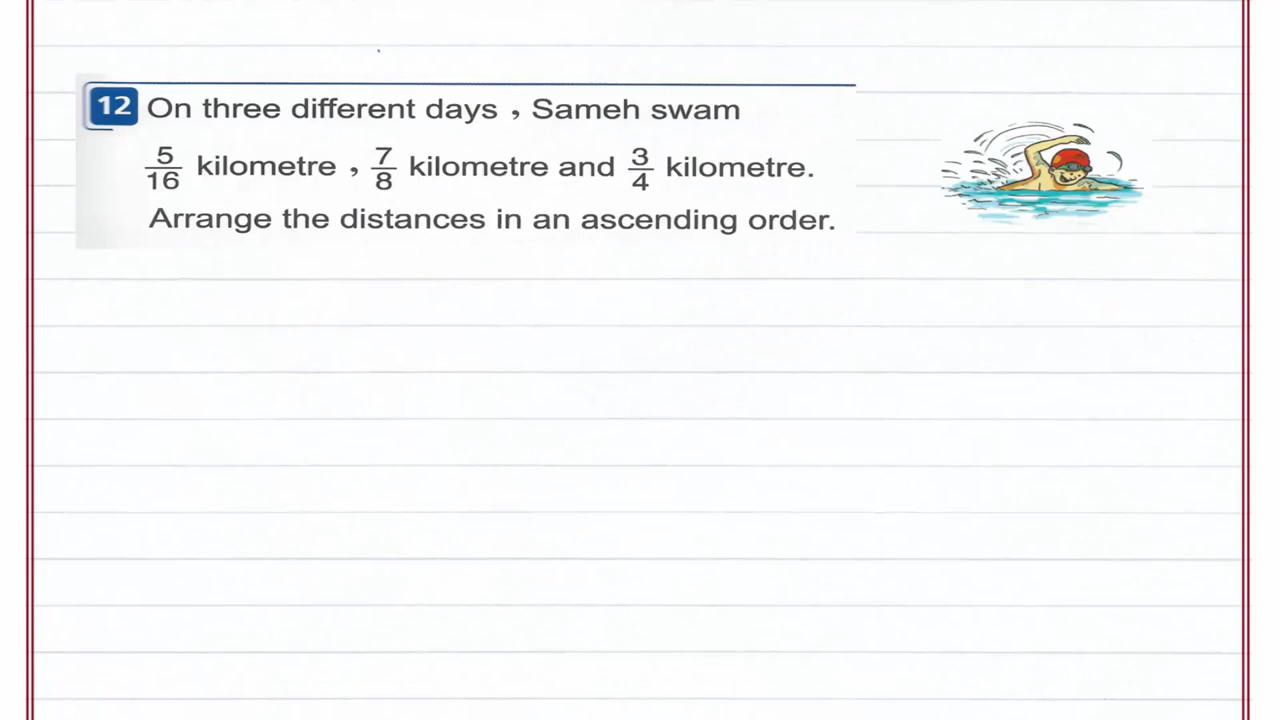 12 On three different days , Sameh swam
5/16 kilometre , 7/8 kilometre and 3/4 kilometre.
Arrange the distances in an ascending order.